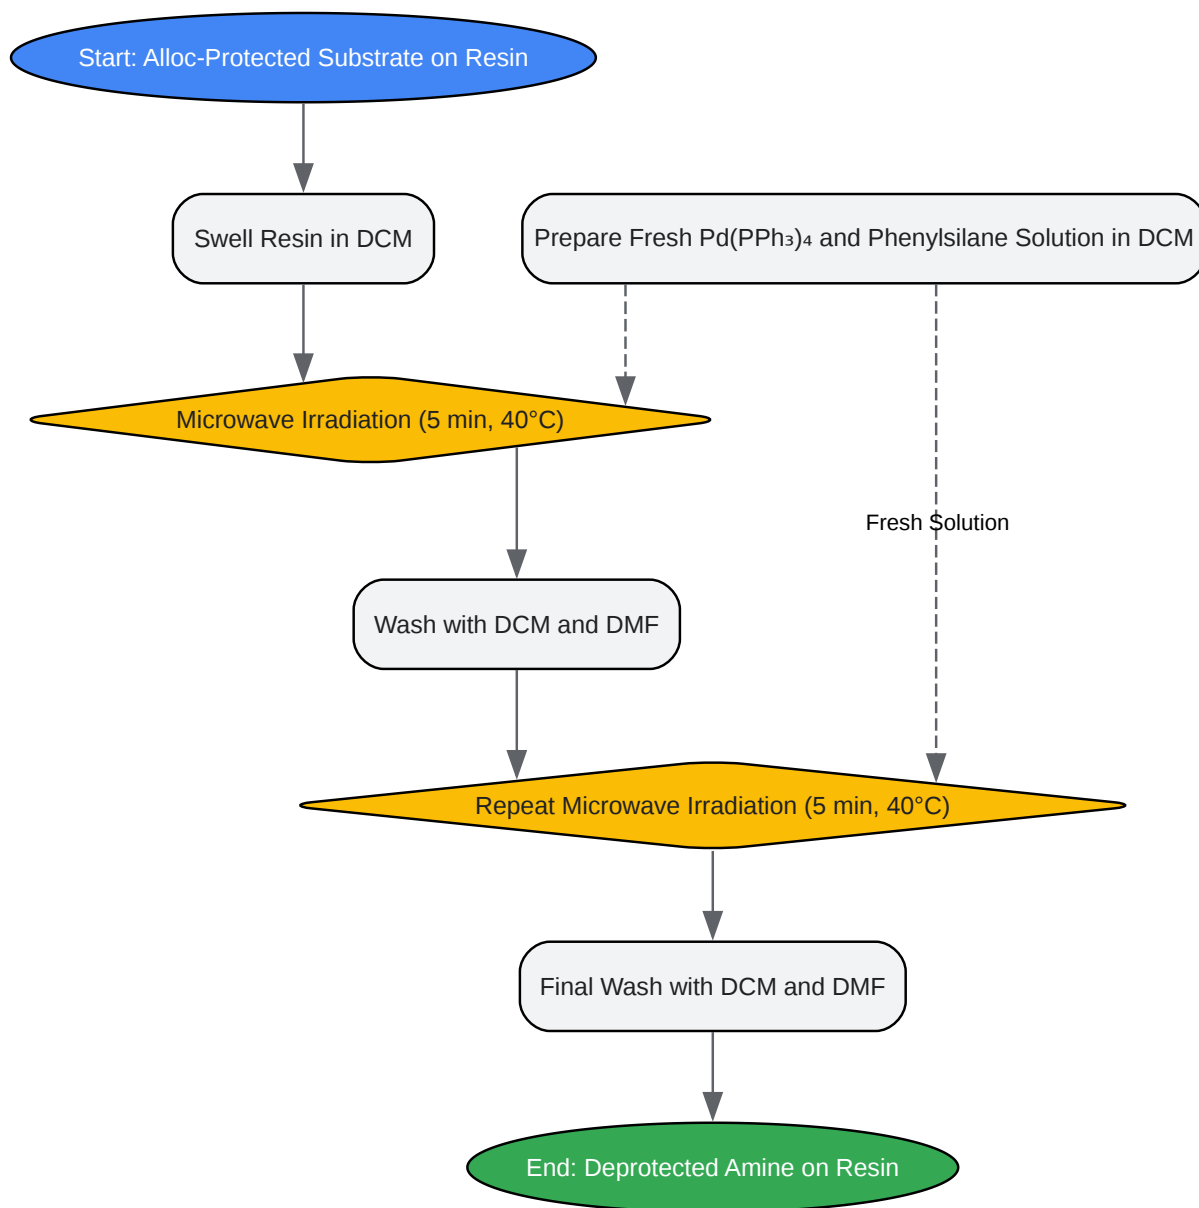 Start: Alloc-Protected Substrate on Resin
Swell Resin in DCM
Prepare Fresh Pd(PPh₃)₄ and Phenylsilane Solution in DCM
Microwave Irradiation (5 min, 40°C)
Fresh Solution
Wash with DCM and DMF
Repeat Microwave Irradiation (5 min, 40°C)
Final Wash with DCM and DMF
End: Deprotected Amine on Resin